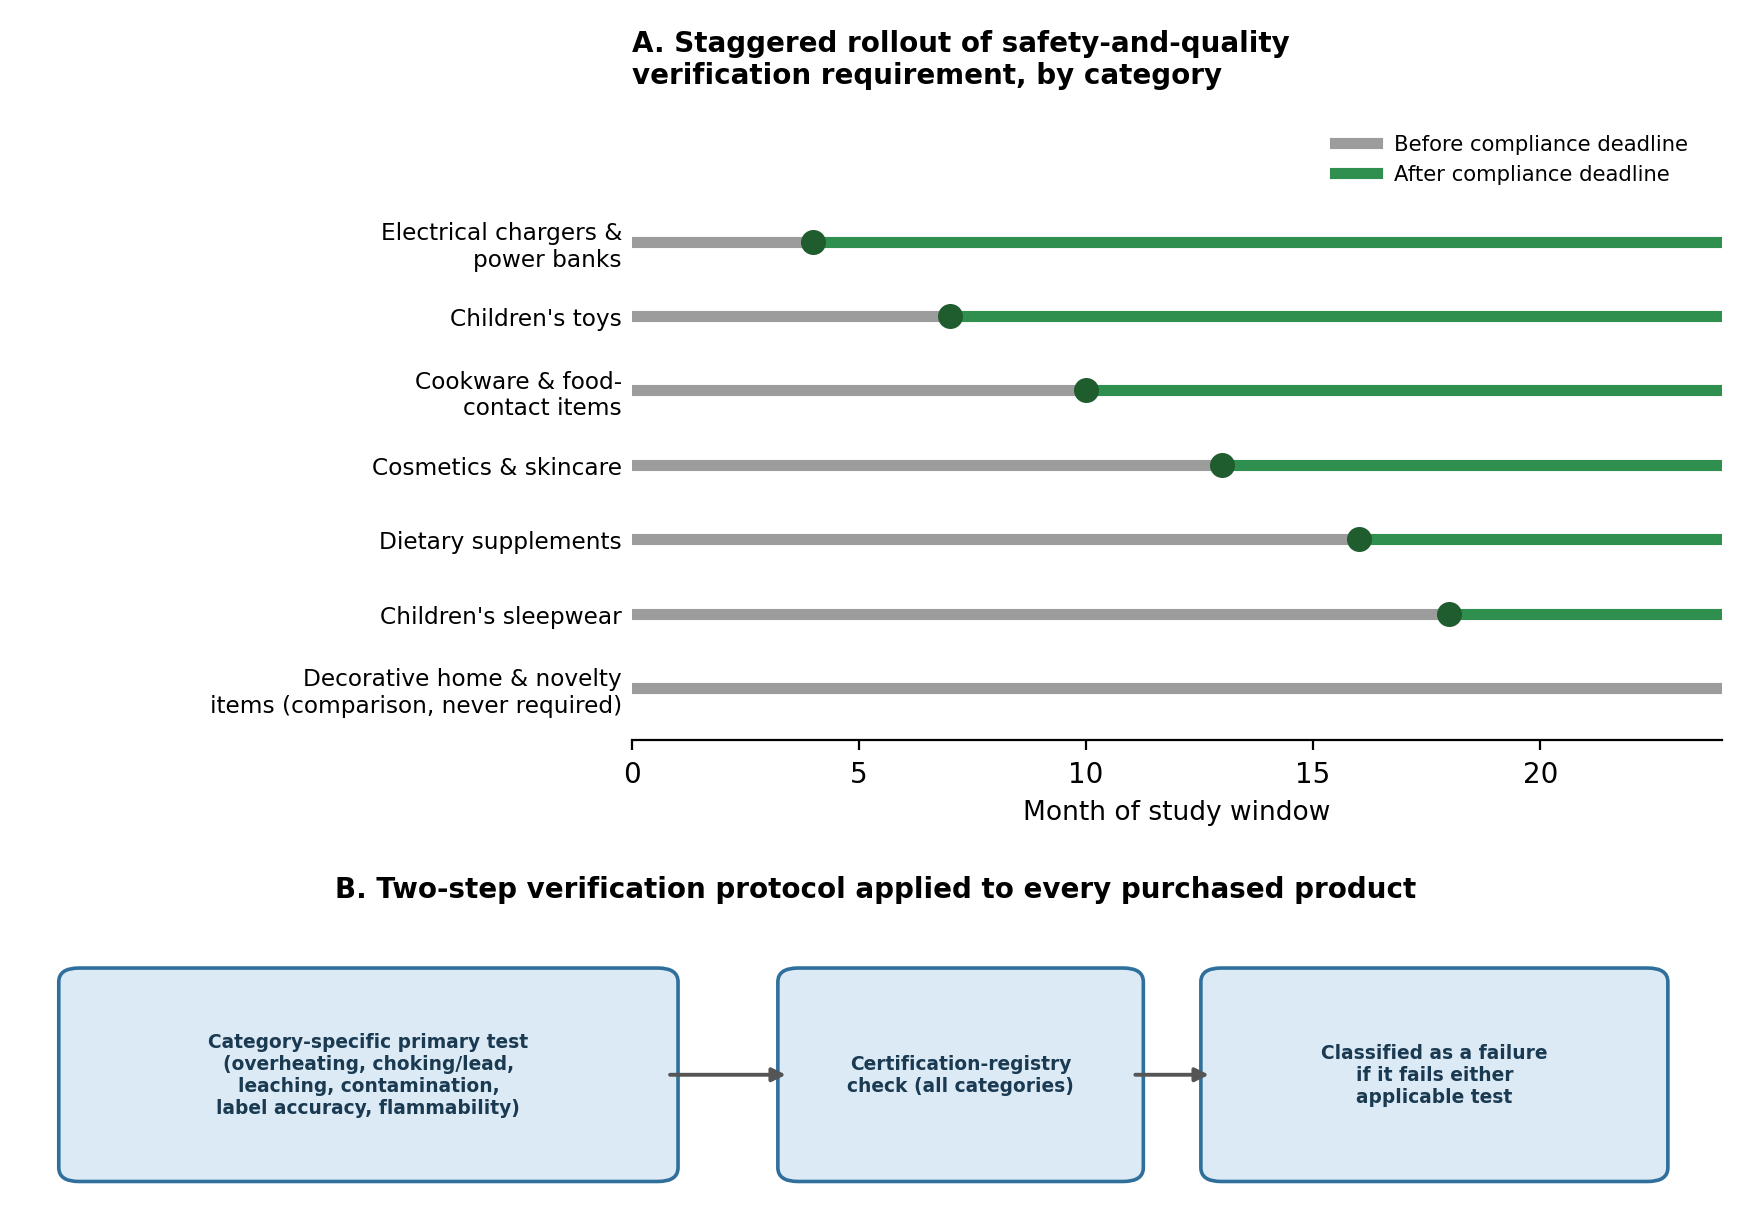 A. Staggered rollout of safety-and-quality
verification requirement, by category
Before compliance deadline
After compliance deadline
Electrical chargers &
power banks
Children's toys
Cookware & food-
contact items
Cosmetics & skincare
Dietary supplements
Children's sleepwear
Decorative home & novelty
items (comparison, never required)
0 5 10 15 20
Month of study window
B. Two-step verification protocol applied to every purchased product
Category-specific primary test
(overheating, choking/lead,
leaching, contamination,
label accuracy, flammability)
Certification-registry
check (all categories)
Classified as a failure
if it fails either
applicable test